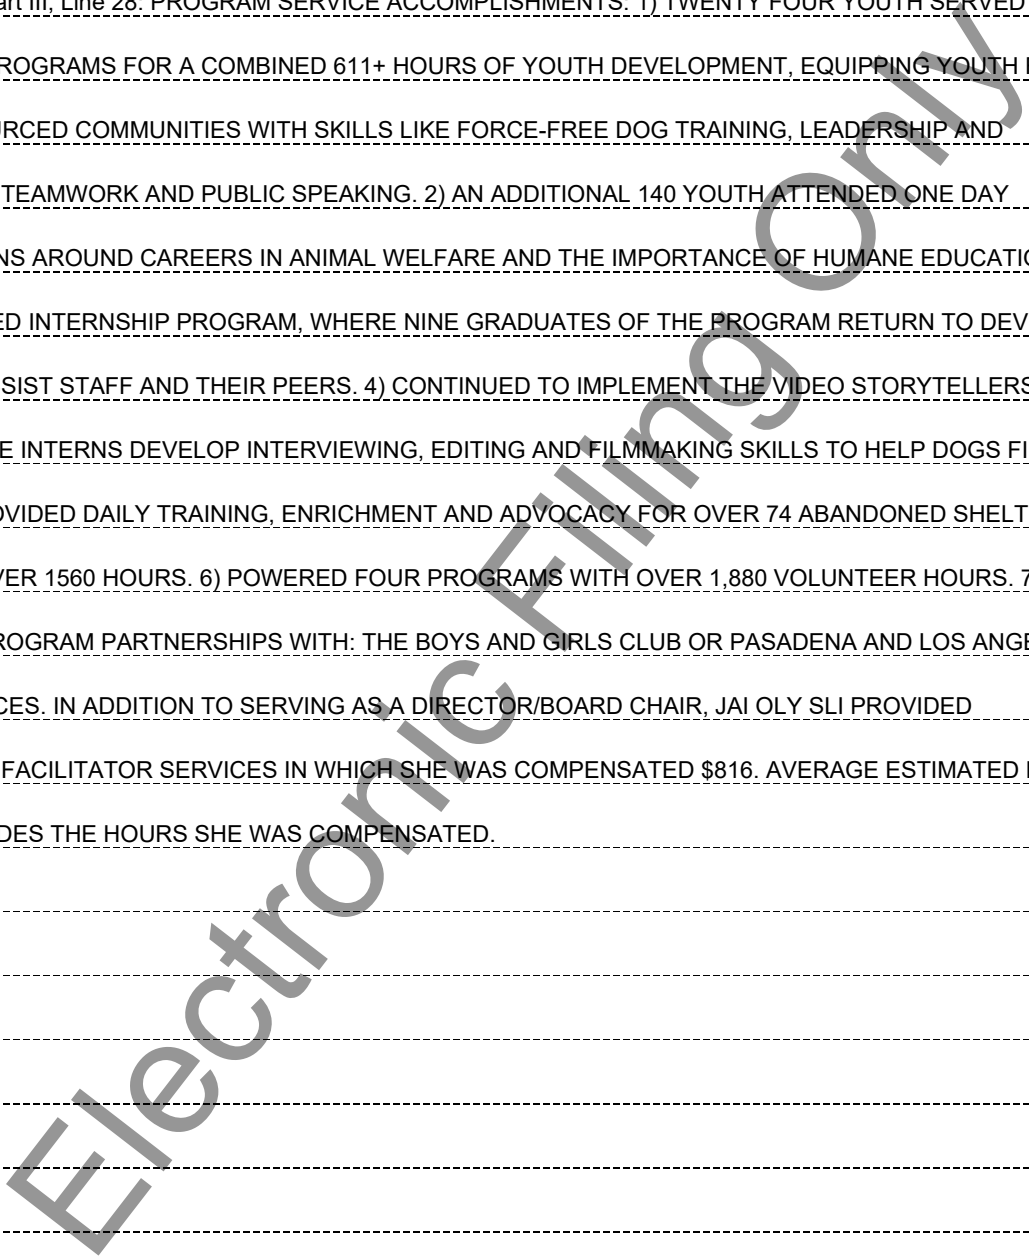 art III, Line 28: PROGRAM SERVICE ACCOMPLISHMENTS: 1) TWENTY FOUR YOUTH SERVED
ROGRAMS FOR A COMBINED 611+ HOURS OF YOUTH DEVELOPMENT, EQUIPPING YOUTH
URCED COMMUNITIES WITH SKILLS LIKE FORCE-FREE DOG TRAINING, LEADERSHIP AND
TEAMWORK AND PUBLIC SPEAKING. 2) AN ADDITIONAL 140 YOUTH ATTENDED ONE DAY
NS AROUND CAREERS IN ANIMAL WELFARE AND THE IMPORTANCE OF HUMANE EDUCATIO
ED INTERNSHIP PROGRAM, WHERE NINE GRADUATES OF THE PROGRAM RETURN TO DEV
SIST STAFF AND THEIR PEERS. 4) CONTINUED TO IMPLEMENT THE VIDEO STORYTELLERS
E INTERNS DEVELOP INTERVIEWING, EDITING AND FILMMAKING SKILLS TO HELP DOGS FI
OVIDED DAILY TRAINING, ENRICHMENT AND ADVOCACY FOR OVER 74 ABANDONED SHELT
VER 1560 HOURS. 6) POWERED FOUR PROGRAMS WITH OVER 1,880 VOLUNTEER HOURS. 7
ROGRAM PARTNERSHIPS WITH: THE BOYS AND GIRLS CLUB OR PASADENA AND LOS ANGE
CES. IN ADDITION TO SERVING AS A DIRECTOR/BOARD CHAIR, JAI OLY SLI PROVIDED
FACILITATOR SERVICES IN WHICH SHE WAS COMPENSATED $816. AVERAGE ESTIMATED
DES THE HOURS SHE WAS COMPENSATED.
Electronic Filing Only